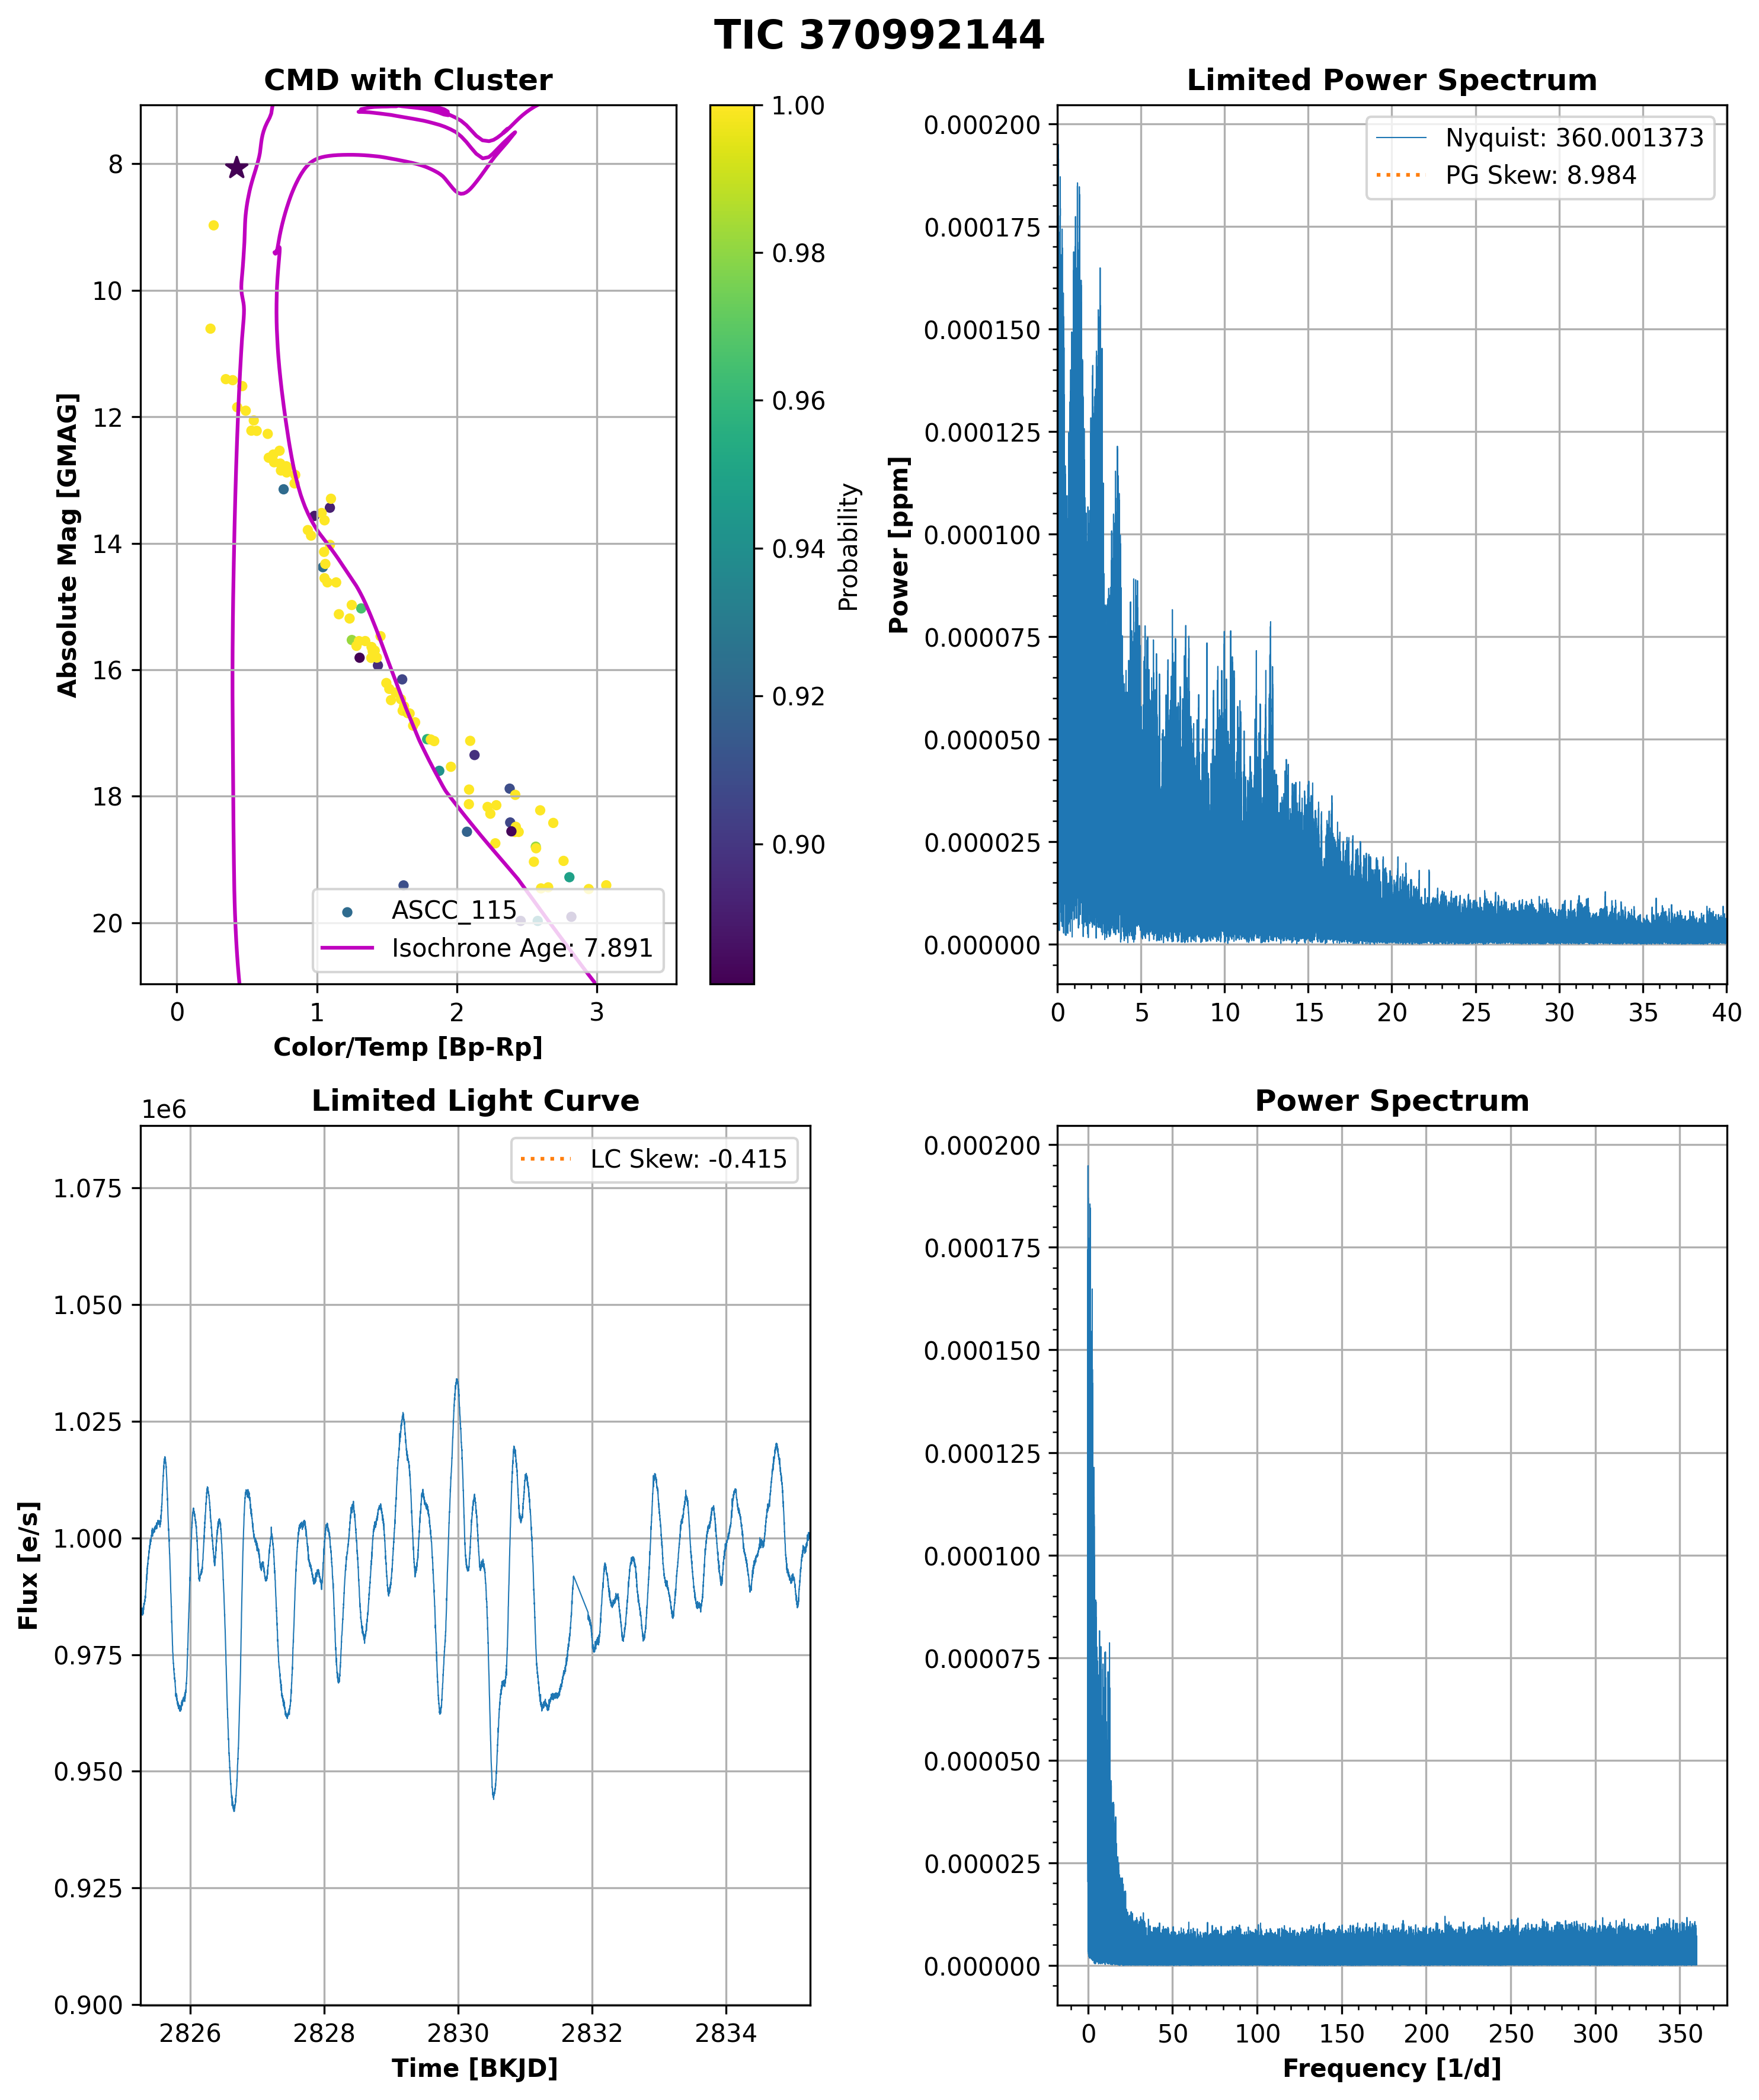 TIC 370992144
CMD with Cluster
8
10
12
14
16
18
20
0
1
2
3
Absolute Mag [GMAG]
Color/Temp [Bp-Rp]
ASCC_115
Isochrone Age: 7.891
1.00
0.98
0.96
0.94
0.92
0.90
Probability
Limited Power Spectrum
Nyquist: 360.001373
PG Skew: 8.984
0.000200
0.000175
0.000150
0.000125
0.000100
0.000075
0.000050
0.000025
0.000000
Power [ppm]
0 5 10 15 20 25 30 35 40
Limited Light Curve
1e6
LC Skew: -0.415
1.075
1.050
1.025
1.000
0.975
0.950
0.925
0.900
Flux [e/s]
2826 2828 2830 2832 2834
Time [BKJD]
Power Spectrum
0.000200
0.000175
0.000150
0.000125
0.000100
0.000075
0.000050
0.000025
0.000000
0 50 100 150 200 250 300 350
Frequency [1/d]